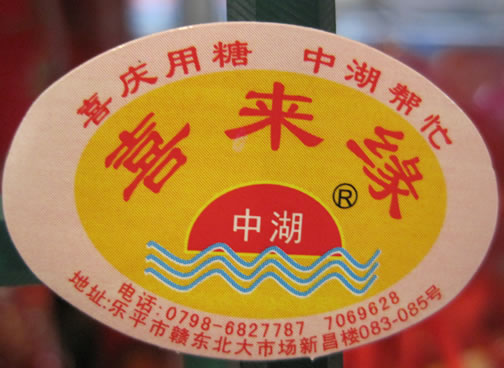 喜庆用糖 中湖帮忙
喜来缘
®
中湖
电话:0798-6827787 7069628
地址:乐平市赣东北大市场新昌楼083-085号